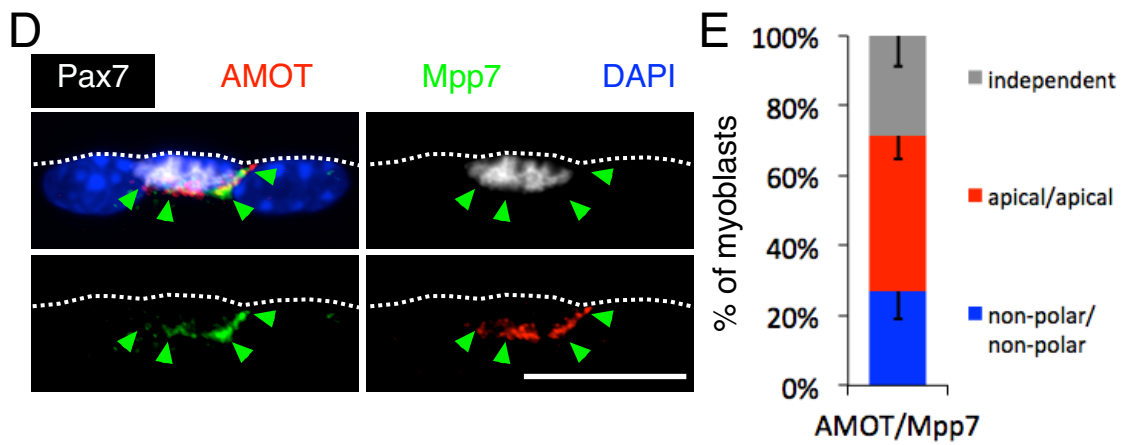 D
Pax7 AMOT Mpp7 DAPI
E
% of myoblasts
100%
80%
60%
40%
20%
0%
AMOT/Mpp7
independent
apical/apical
non-polar/
non-polar